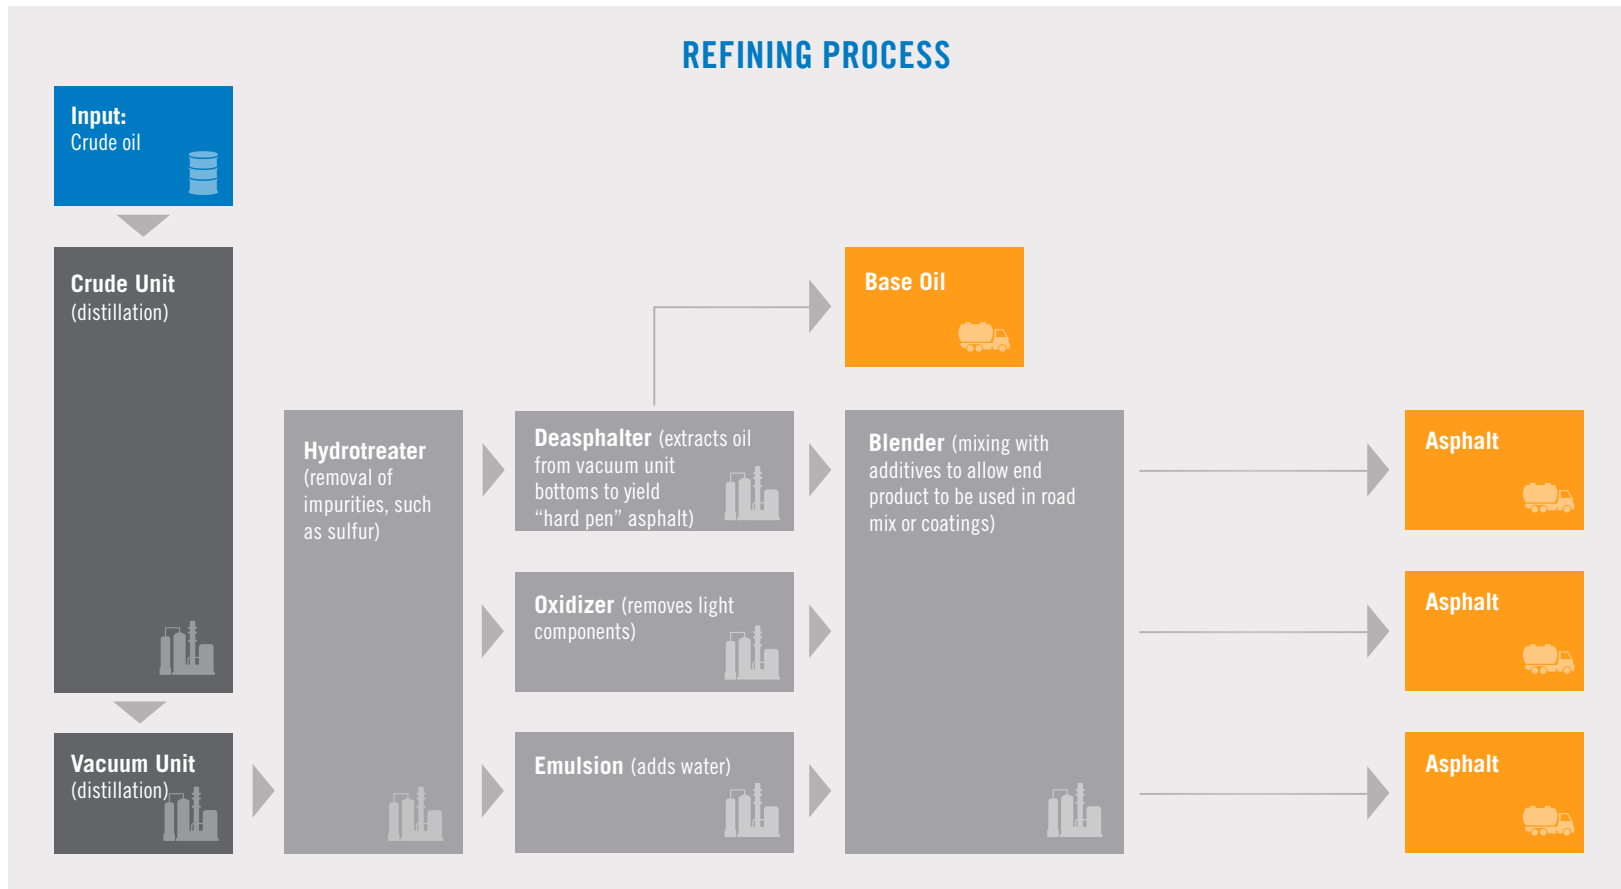 REFINING PROCESS
Input:
Crude oil
Crude Unit
(distillation)
Vacuum Unit
(distillation)
Hydrotreater
(removal of
impurities, such
as sulfur)
Base Oil
Deasphalter (extracts oil
from vacuum unit
bottoms to yield
“hard pen” asphalt)
Oxidizer (removes light
components)
Emulsion (adds water)
Blender (mixing with
additives to allow end
product to be used in road
mix or coatings)
Asphalt
Asphalt
Asphalt